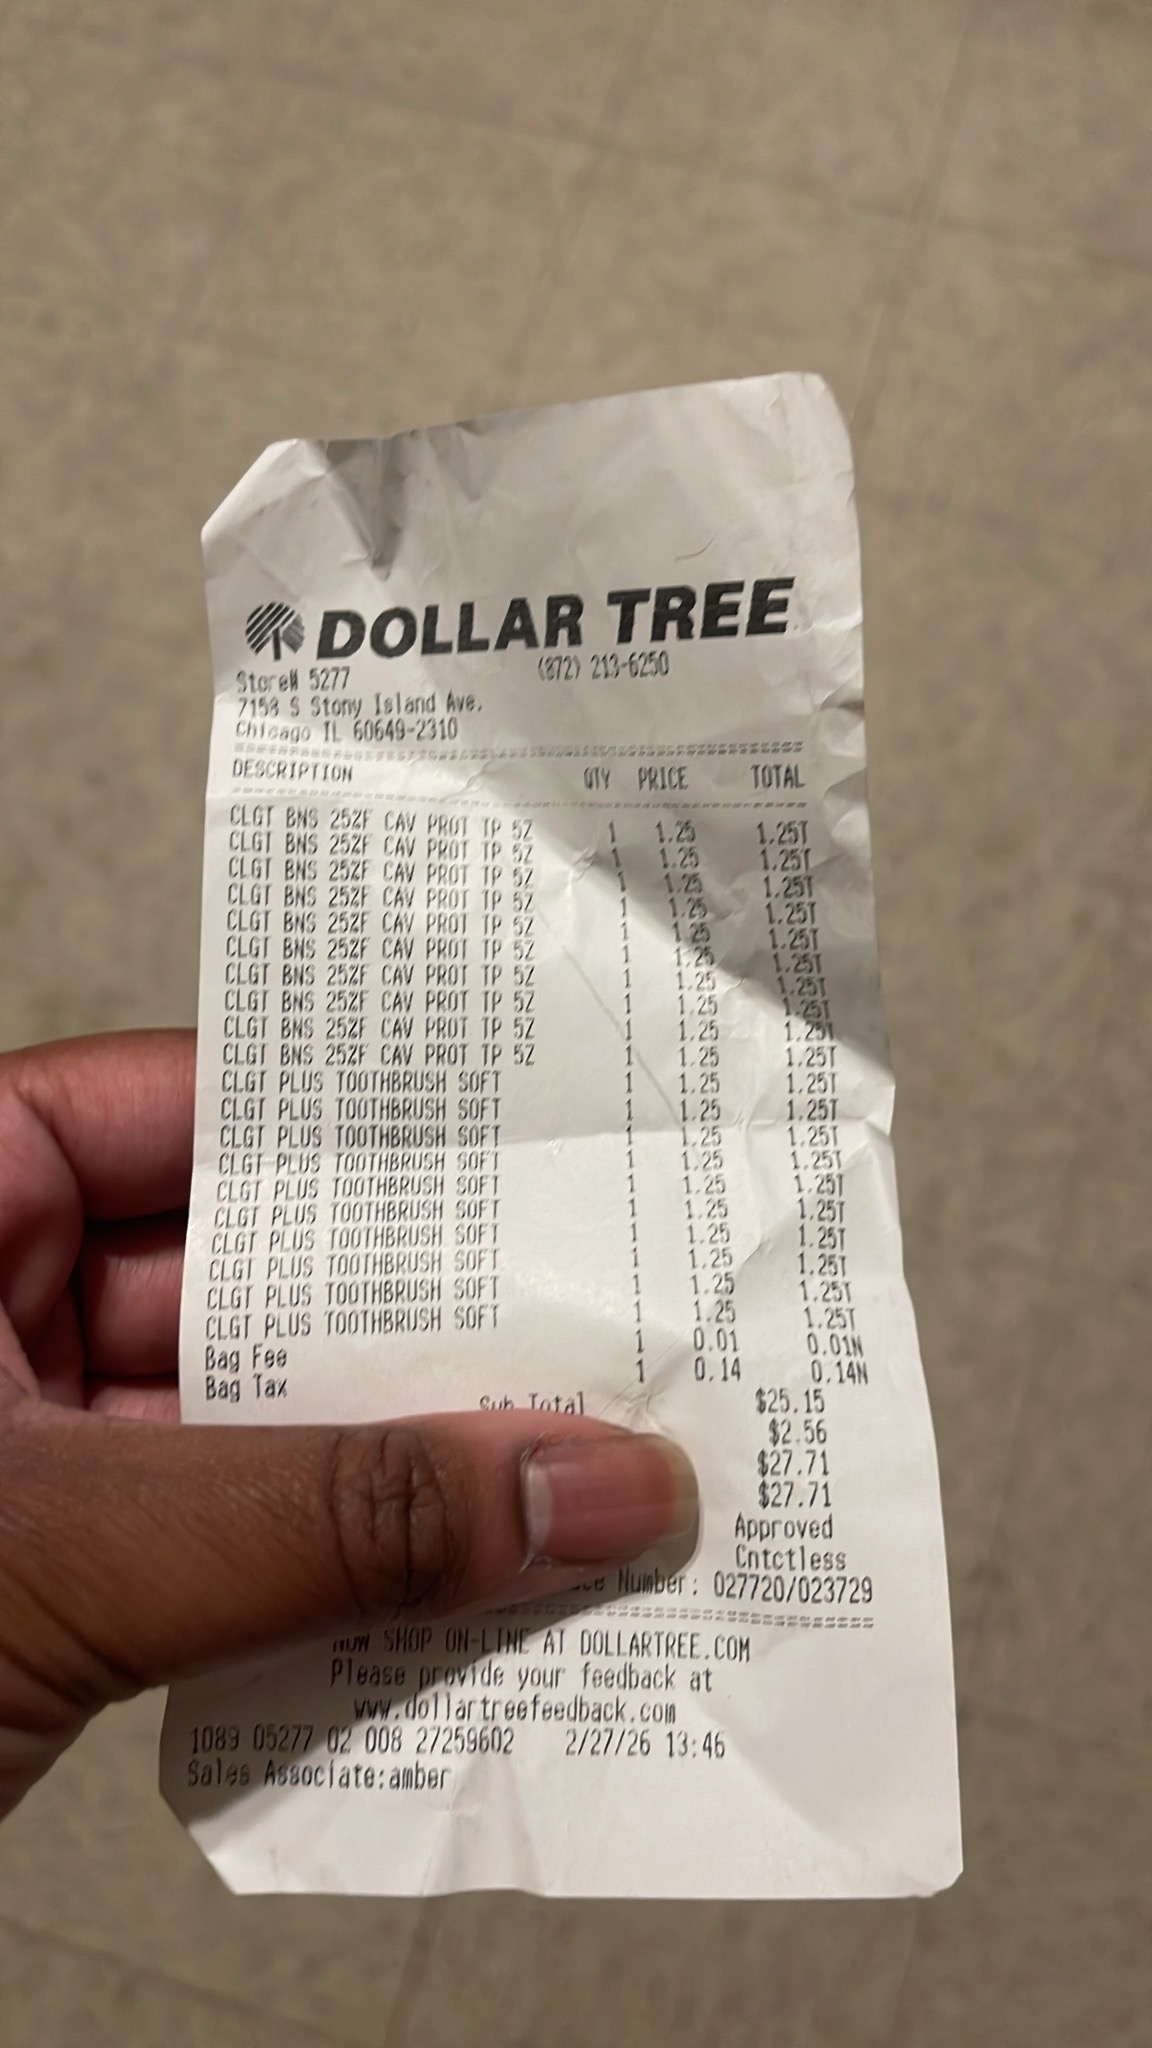 DOLLAR TREE
Store# 5277 (872) 213-6250
7158 S Stony Island Ave.
Chicago IL 60649-2310
DESCRIPTION QTY PRICE TOTAL
CLGT BNS 25%F CAV PROT TP 5Z 1 1.25 1.25T
CLGT BNS 25%F CAV PROT TP 5Z 1 1.25 1.25T
CLGT BNS 25%F CAV PROT TP 5Z 1 1.25 1.25T
CLGT BNS 25%F CAV PROT TP 5Z 1 1.25 1.25T
CLGT BNS 25%F CAV PROT TP 5Z 1 1.25 1.25T
CLGT BNS 25%F CAV PROT TP 5Z 1 1.25 1.25T
CLGT BNS 25%F CAV PROT TP 5Z 1 1.25 1.25T
CLGT BNS 25%F CAV PROT TP 5Z 1 1.25 1.25T
CLGT BNS 25%F CAV PROT TP 5Z 1 1.25 1.25T
CLGT BNS 25%F CAV PROT TP 5Z 1 1.25 1.25T
CLGT PLUS TOOTHBRUSH SOFT 1 1.25 1.25T
CLGT PLUS TOOTHBRUSH SOFT 1 1.25 1.25T
CLGT PLUS TOOTHBRUSH SOFT 1 1.25 1.25T
CLGT PLUS TOOTHBRUSH SOFT 1 1.25 1.25T
CLGT PLUS TOOTHBRUSH SOFT 1 1.25 1.25T
CLGT PLUS TOOTHBRUSH SOFT 1 1.25 1.25T
CLGT PLUS TOOTHBRUSH SOFT 1 1.25 1.25T
CLGT PLUS TOOTHBRUSH SOFT 1 1.25 1.25T
CLGT PLUS TOOTHBRUSH SOFT 1 1.25 1.25T
CLGT PLUS TOOTHBRUSH SOFT 1 1.25 1.25T
Bag Fee 1 0.01 0.01N
Bag Tax 1 0.14 0.14N
Sub Total $25.15
$2.56
$27.71
$27.71
Approved
Cntctless
Number: 027720/023729
NOW SHOP ON-LINE AT DOLLARTREE.COM
Please provide your feedback at
www.dollartreefeedback.com
1089 05277 02 008 27259602 2/27/26 13:46
Sales Associate:amber